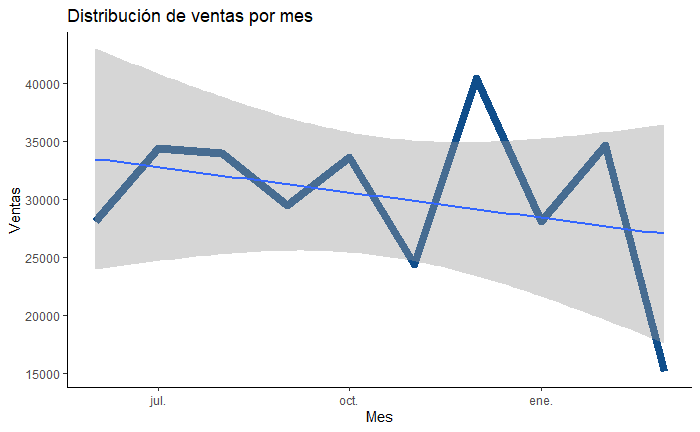 Distribución de ventas por mes
Ventas
40000
35000
30000
25000
20000
15000
jul.
oct.
ene.
Mes